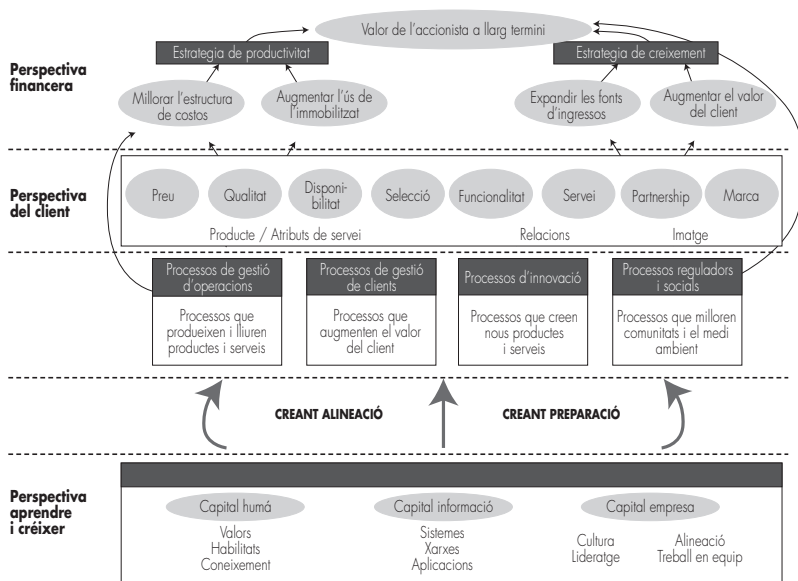 Valor de l'accionista a llarg termini
Estrategia de productivitat
Estrategia de creixement
Perspectiva
financera
Millorar l'estructura
de costos
Augmentar l'ús de
l'immobilitzat
Expandir les fonts
d'ingressos
Augmentar el valor
del client
Perspectiva
del client
Preu
Qualitat
Disponi-
bilitat
Selecció
Funcionalitat
Servei
Partnership
Marca
Producte / Atributs de servei
Relacions
Imatge
Processos de gestió
d'operacions
Processos que
produeixen i lliuren
productes i serveis
Processos de gestió
de clients
Processos que
augmenten el valor
del client
Processos d'innovació
Processos que creen
nous productes
i serveis
Processos reguladors
i socials
Processos que milloren
comunitats i el medi
ambient
CREANT ALINEACIÓ
CREANT PREPARACIÓ
Perspectiva
aprendre
i créixer
Capital humá
Valors
Habilitats
Coneixement
Capital informació
Sistemes
Xarxes
Aplicacions
Capital empresa
Cultura
Lideratge
Alineació
Treball en equip